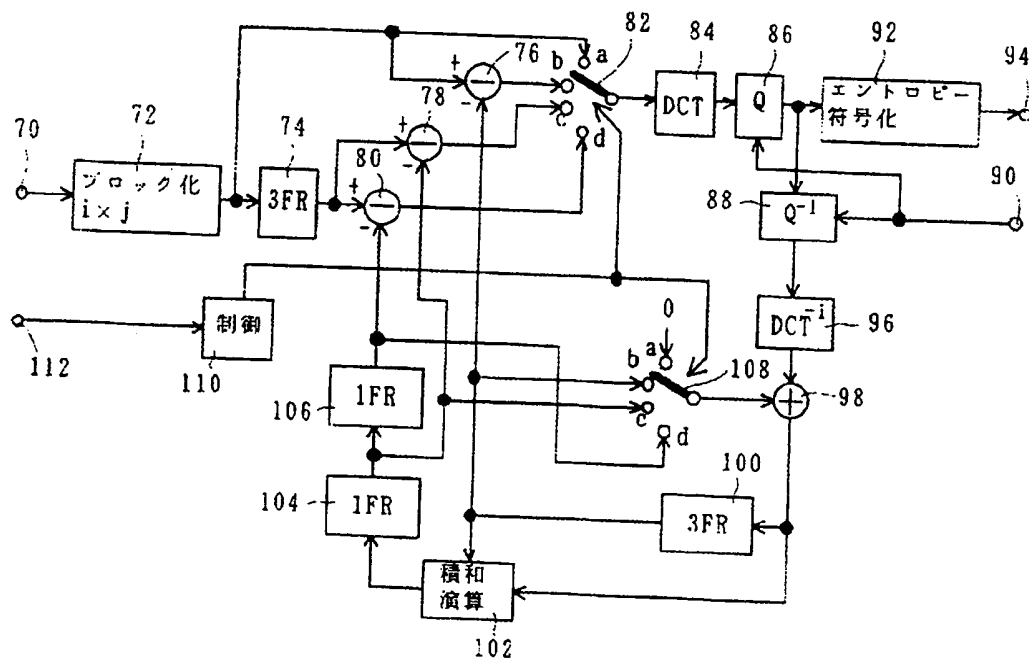 70
72
ブロック化
i×j
74
3FR
76
+
-
78
+
-
80
+
-
82
a
b
c
d
84
DCT
86
Q
92
エントロピー
符号化
94
90
88
Q⁻¹
DCT⁻ⁱ
96
98
+
0
a
b
c
d
108
112
制御
110
106
1FR
104
1FR
100
3FR
積和
演算
102